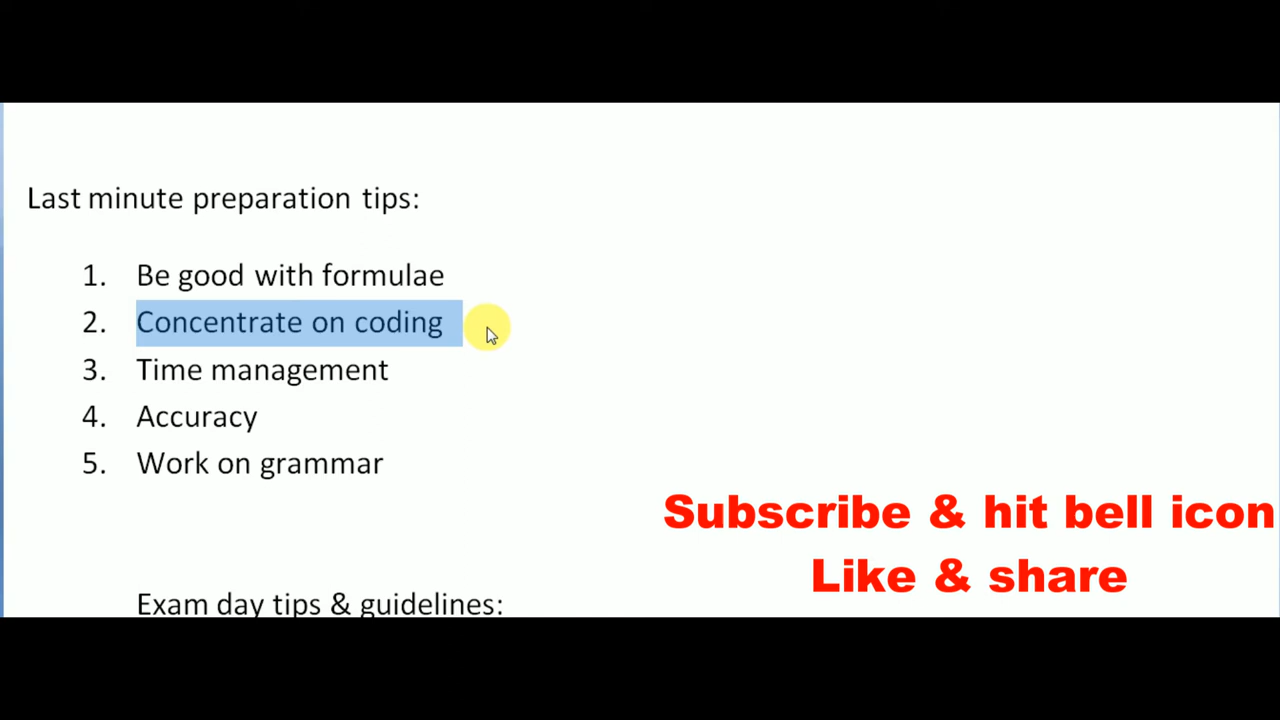 Last minute preparation tips:
1. Be good with formulae
2. Concentrate on coding
3. Time management
4. Accuracy
5. Work on grammar
Subscribe & hit bell icon
Like & share
Exam day tips & guidelines: